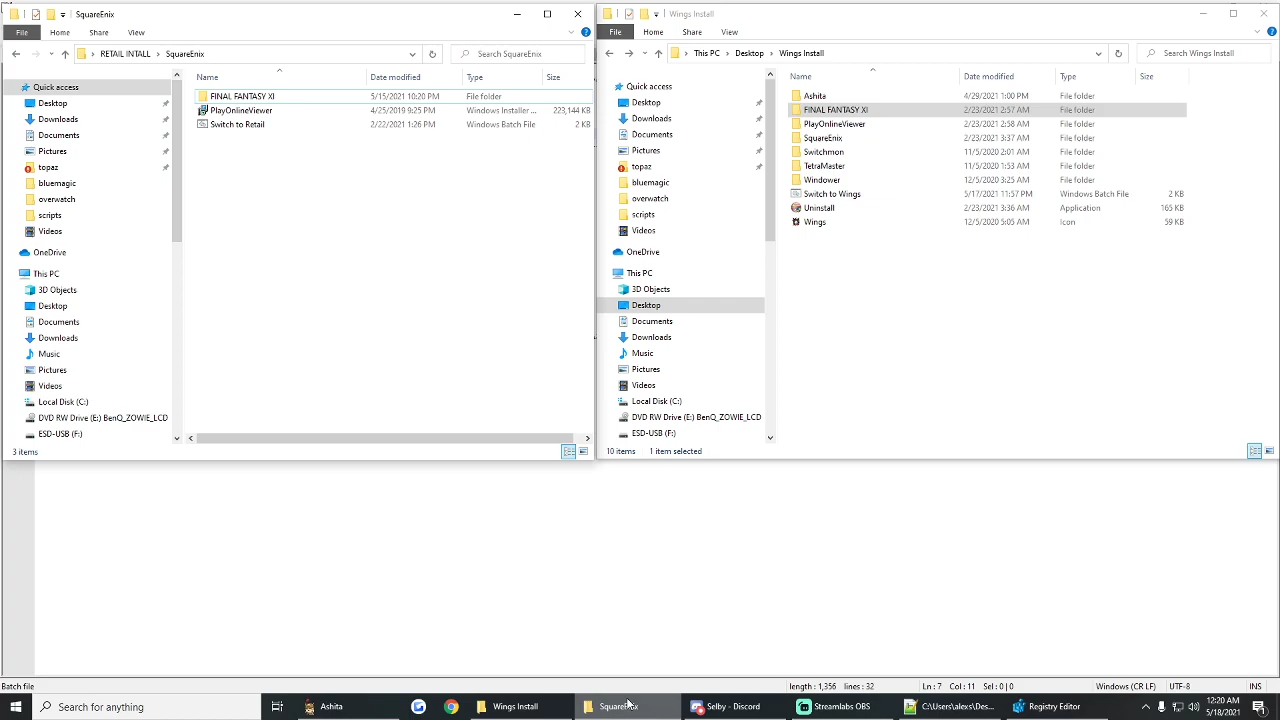 SquareEnix
File Home Share View
RETAIL INTALL > SquareEnix
Search SquareEnix
Name Date modified Type Size
Quick access
Desktop
Downloads
Documents
Pictures
topaz
bluemagic
overwatch
scripts
Videos
OneDrive
This PC
3D Objects
Desktop
Documents
Downloads
Music
Pictures
Videos
Local Disk (C:)
DVD RW Drive (E:) BenQ_ZOWIE_LCD
ESD-USB (F:)
FINAL FANTASY XI 5/15/2021 10:20 PM File folder
PlayOnlineViewer 4/25/2019 9:25 PM Windows Installer ... 223,144 KB
Switch to Retail 2/22/2021 1:26 PM Windows Batch File 2 KB
3 items
Wings Install
File Home Share View
This PC > Desktop > Wings Install
Search Wings Install
Name Date modified Type Size
Quick access
Desktop
Downloads
Documents
Pictures
topaz
bluemagic
overwatch
scripts
Videos
OneDrive
This PC
3D Objects
Desktop
Documents
Downloads
Music
Pictures
Videos
Local Disk (C:)
DVD RW Drive (E:) BenQ_ZOWIE_LCD
ESD-USB (F:)
Ashita 4/29/2021 1:00 PM File folder
FINAL FANTASY XI 2/23/2021 2:57 AM File folder
PlayOnlineViewer 2/23/2021 2:58 AM File folder
SquareEnix 2/23/2021 3:37 AM File folder
Switchmon 11/5/2020 2:01 AM File folder
TetraMaster 11/5/2020 1:53 AM File folder
Windower 12/5/2020 3:25 AM File folder
Switch to Wings 5/17/2021 11:57 PM Windows Batch File 2 KB
Uninstall 2/23/2021 3:36 AM Application 165 KB
Wings 12/5/2020 5:05 AM Icon 59 KB
10 items 1 item selected
Batch file length : 1,356 lines : 32 Ln : 7 Col : 11 Sel : 0 | 0 Windows (CR LF) UTF-8 INS
Search for anything
Ashita
Wings Install
SquareEnix
Selby - Discord
Streamlabs OBS
C:\Users\alexs\Des...
Registry Editor
12:20 AM
5/18/2021